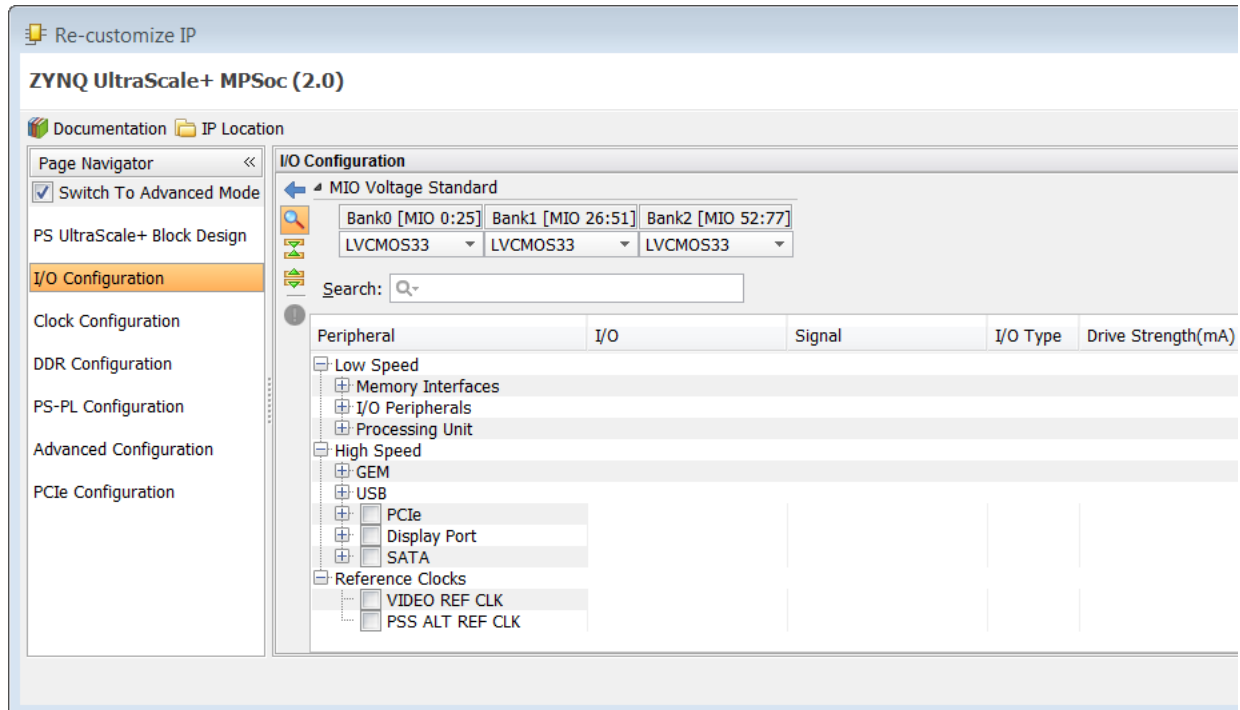 Re-customize IP
ZYNQ UltraScale+ MPSoc (2.0)
Documentation IP Location
Page Navigator «
Switch To Advanced Mode
PS UltraScale+ Block Design
I/O Configuration
Clock Configuration
DDR Configuration
PS-PL Configuration
Advanced Configuration
PCIe Configuration
I/O Configuration
MIO Voltage Standard
Bank0 [MIO 0:25] Bank1 [MIO 26:51] Bank2 [MIO 52:77]
LVCMOS33 LVCMOS33 LVCMOS33
Search:
Peripheral I/O Signal I/O Type Drive Strength(mA)
Low Speed
Memory Interfaces
I/O Peripherals
Processing Unit
High Speed
GEM
USB
PCIe
Display Port
SATA
Reference Clocks
VIDEO REF CLK
PSS ALT REF CLK